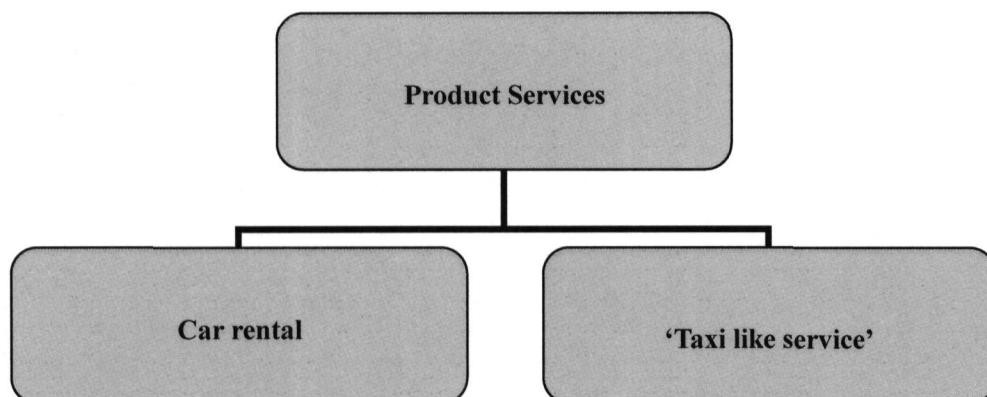 Product Services
Car rental
‘Taxi like service’